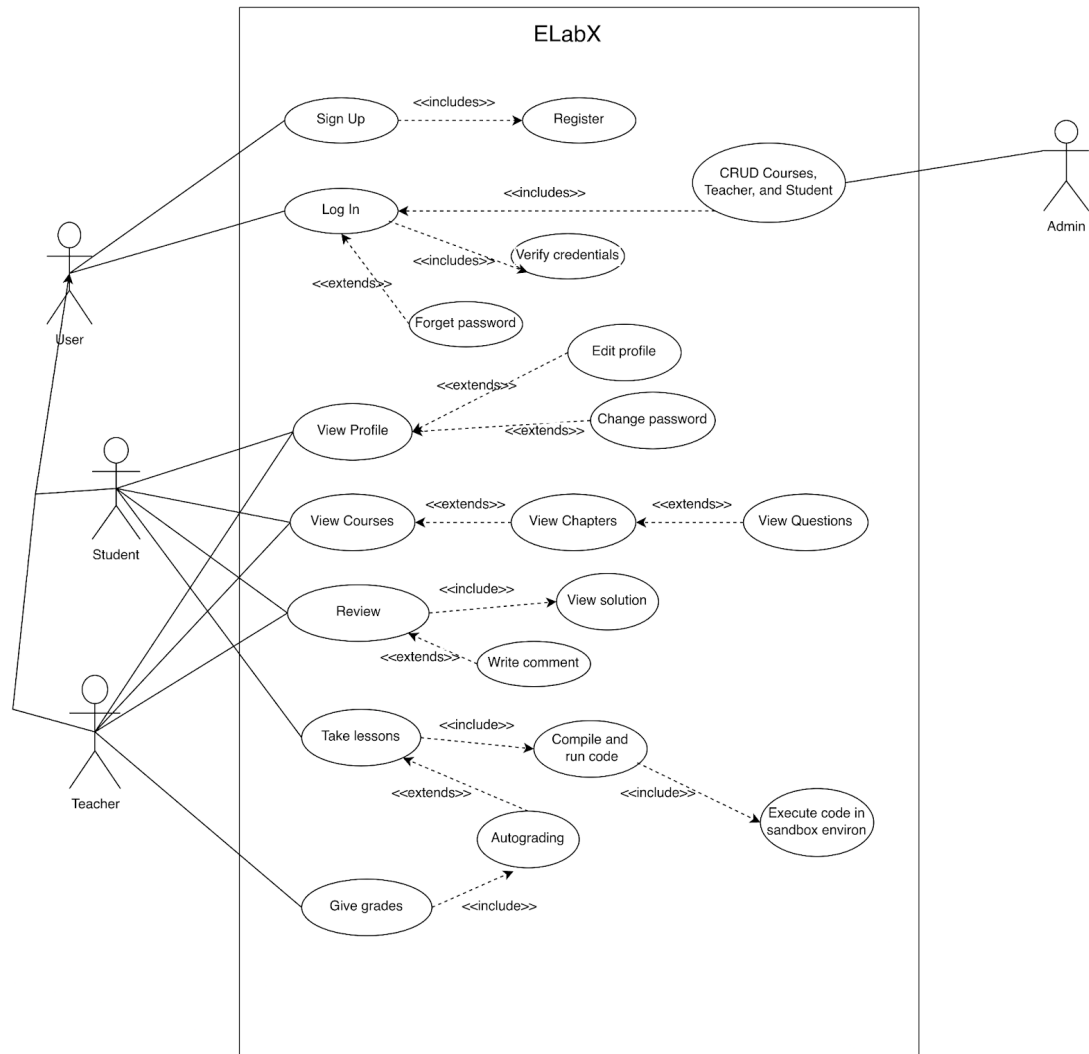 ELabX
<<includes>>
Sign Up
Register
CRUD Courses,
Teacher, and Student
<<includes>>
Admin
Log In
Verify credentials
<<includes>>
<<extends>>
User
Forget password
Edit profile
<<extends>>
Change password
View Profile
<<extends>>
<<extends>>
<<extends>>
View Courses
View Chapters
View Questions
Student
<<include>>
View solution
Review
<<extends>>
Write comment
<<include>>
Take lessons
Compile and
run code
Teacher
<<extends>>
<<include>>
Execute code in
sandbox environ
Autograding
Give grades
<<include>>